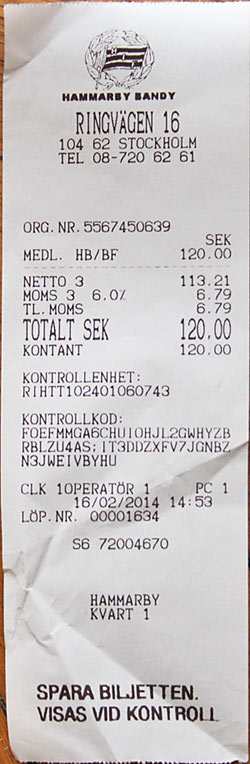 HAMMARBY BANDY
RINGVÄGEN 16
104 62 STOCKHOLM
TEL 08-720 62 61
ORG.NR.5567450639
SEK
MEDL. HB/BF 120.00
NETTO 3 113.21
MOMS 3 6.0% 6.79
TL.MOMS 6.79
TOTALT SEK 120.00
KONTANT 120.00
KONTROLLENHET:
RIHTT102401060743
KONTROLLKOD:
FOEFMMGA6CHUIOHJL2GWHYZB
RBLZU4AS;IT3DDZXFV7JGNBZ
N3JWEIVBYHU
CLK 1OPERATÖR 1 PC 1
16/02/2014 14:53
LÖP.NR. 00001634
S6 72004670
HAMMARBY
KVART 1
SPARA BILJETTEN.
VISAS VID KONTROLL